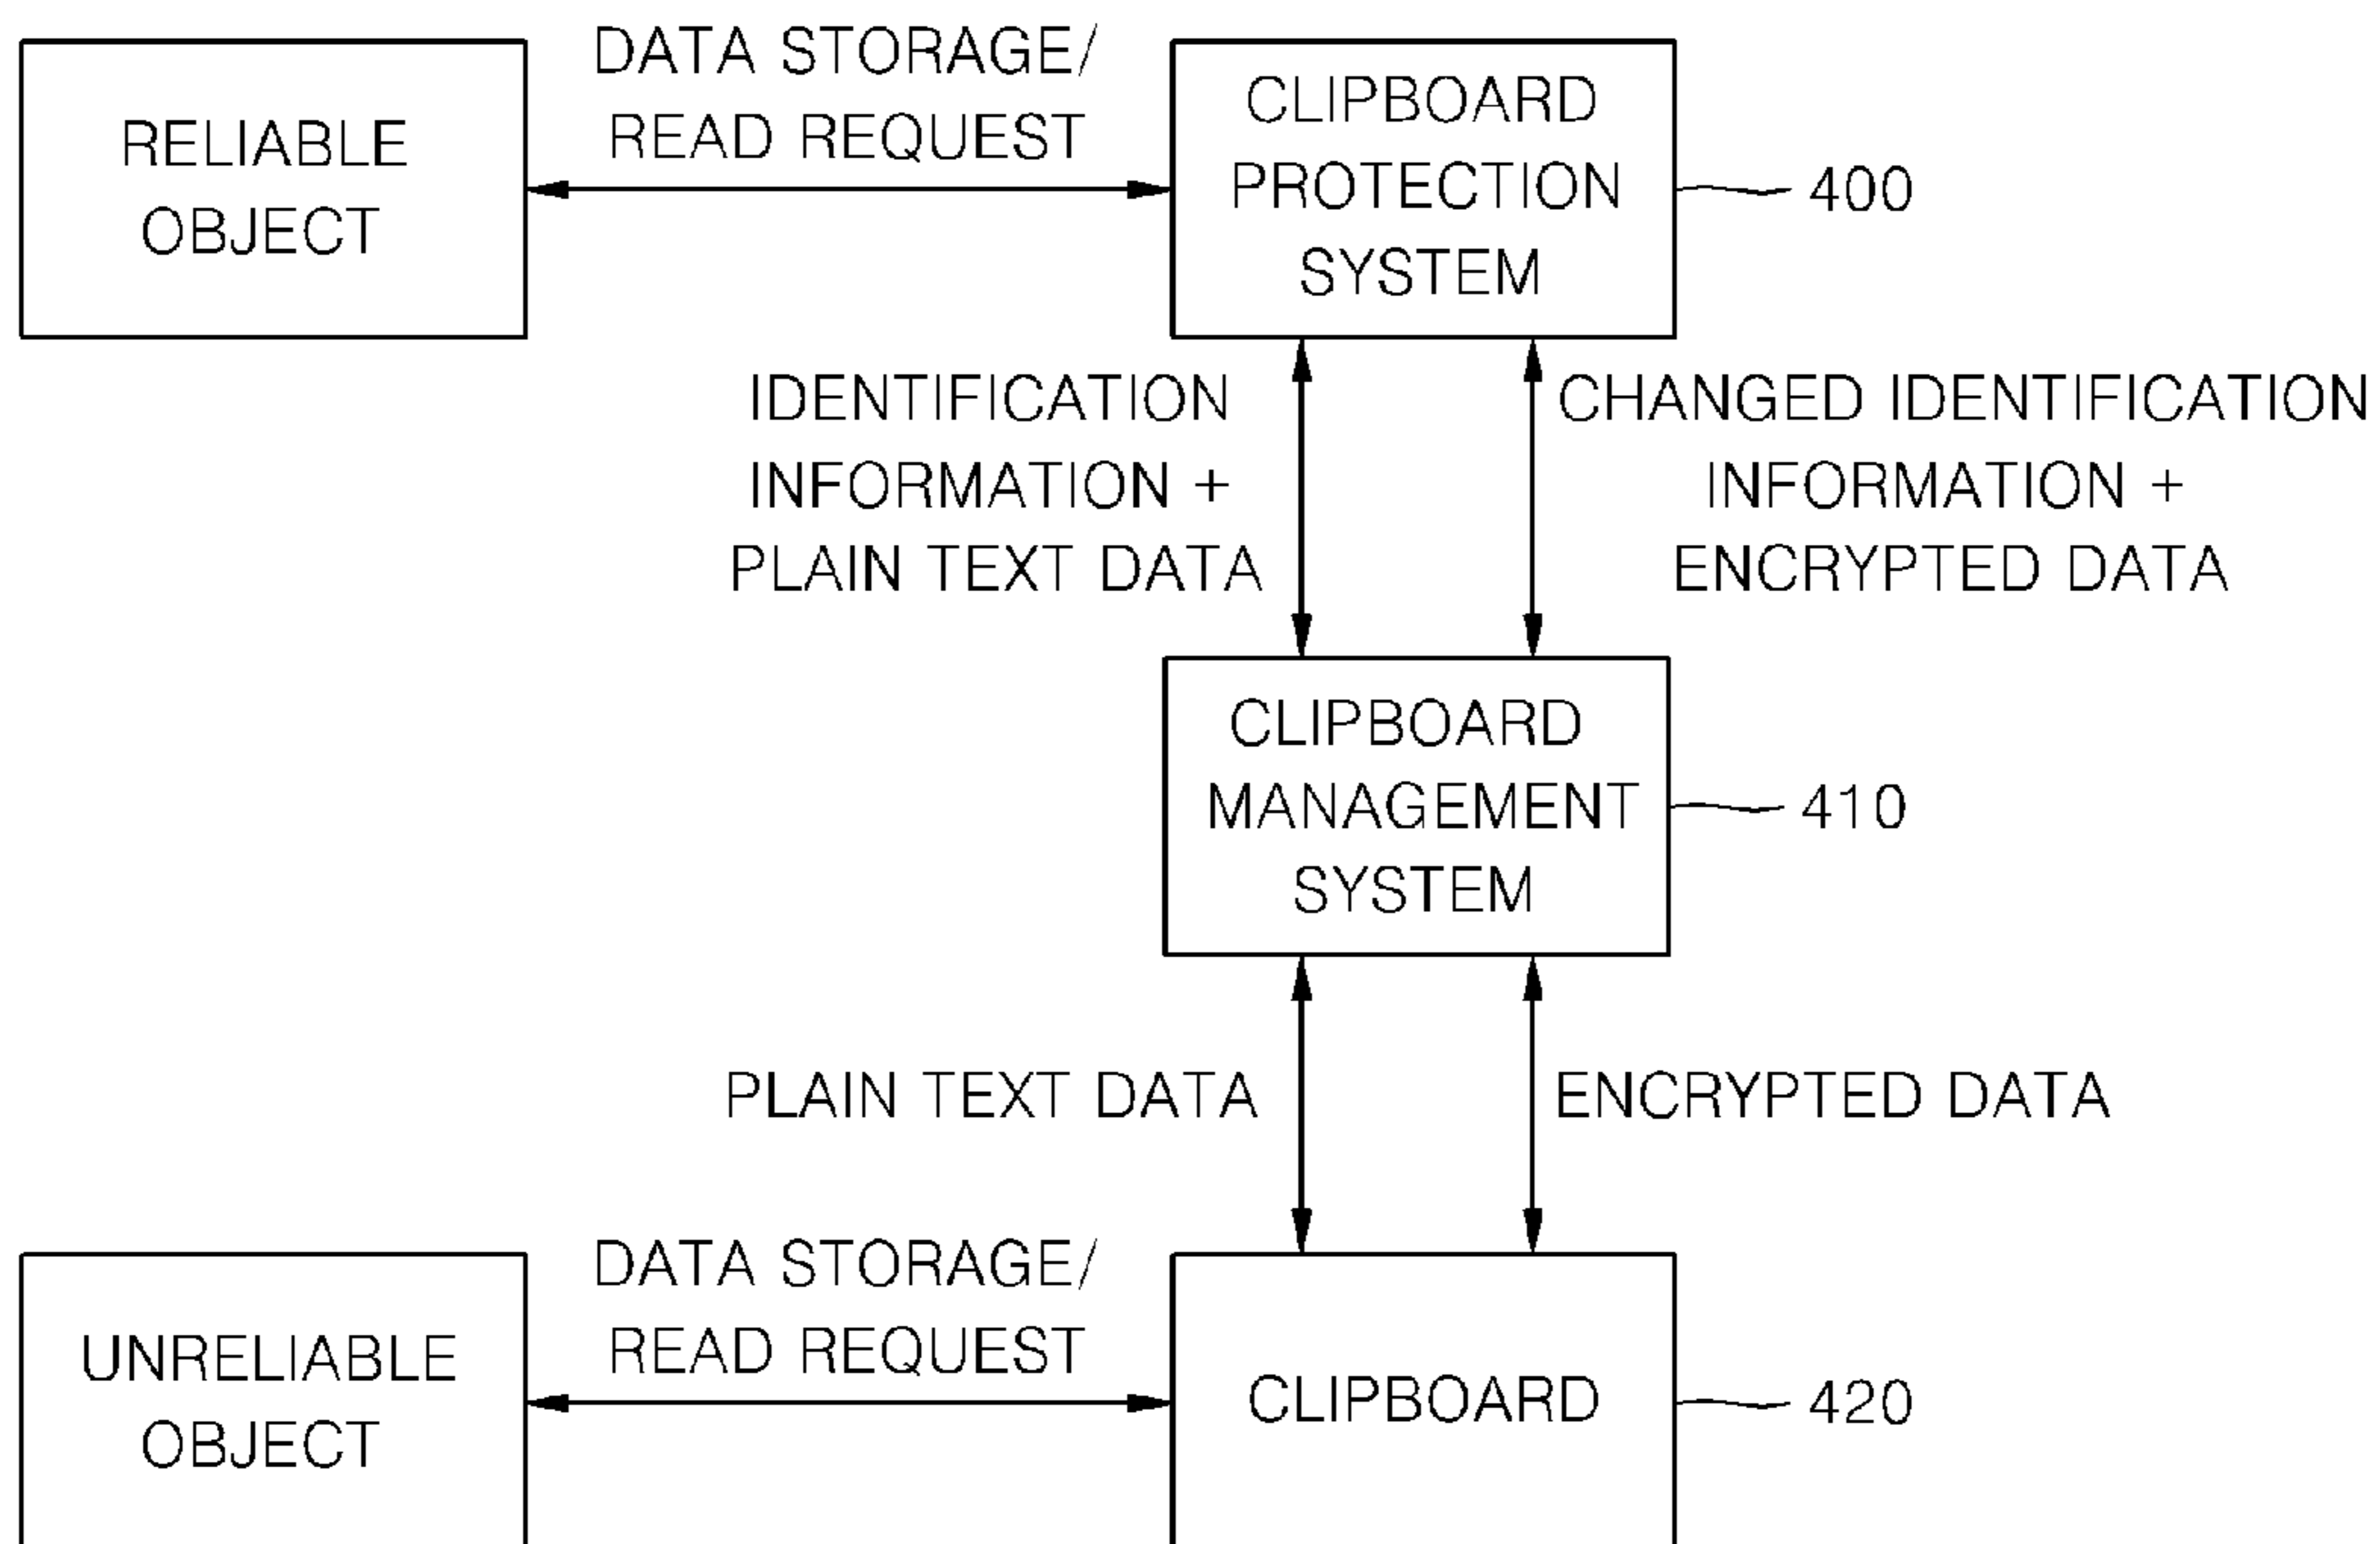 RELIABLE
OBJECT
DATA STORAGE/
READ REQUEST
CLIPBOARD
PROTECTION
SYSTEM
400
IDENTIFICATION
INFORMATION +
PLAIN TEXT DATA
CHANGED IDENTIFICATION
INFORMATION +
ENCRYPTED DATA
CLIPBOARD
MANAGEMENT
SYSTEM
410
PLAIN TEXT DATA
ENCRYPTED DATA
UNRELIABLE
OBJECT
DATA STORAGE/
READ REQUEST
CLIPBOARD
420